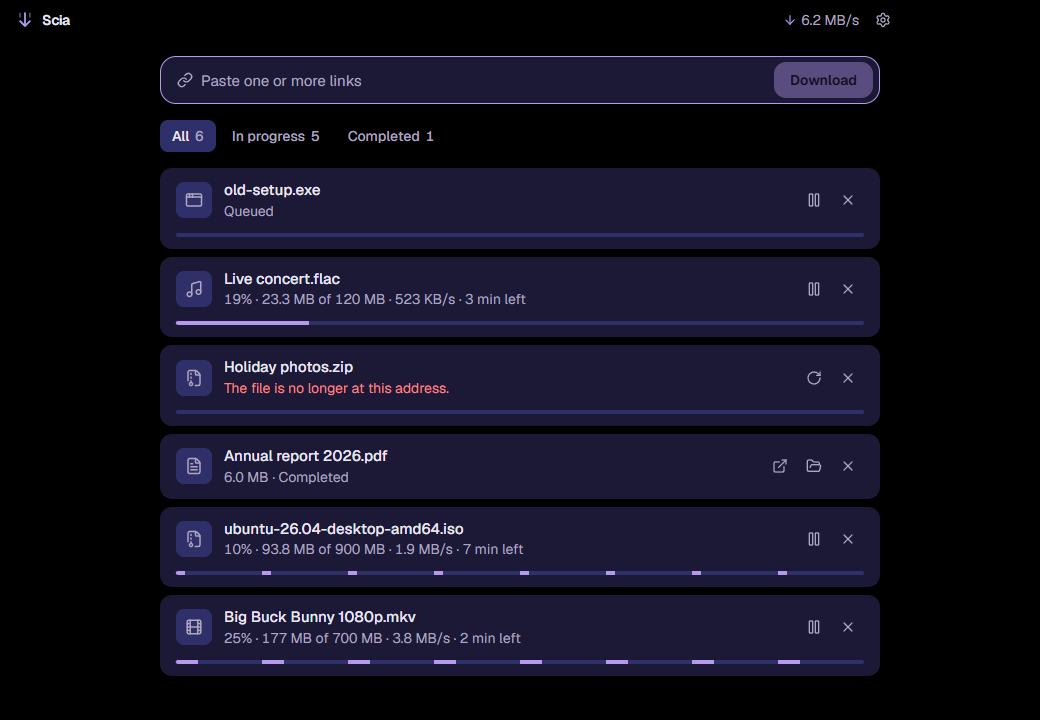 Scia
6.2 MB/s
Paste one or more links
Download
All 6
In progress 5
Completed 1
old-setup.exe
Queued
Live concert.flac
19% · 23.3 MB of 120 MB · 523 KB/s · 3 min left
Holiday photos.zip
The file is no longer at this address.
Annual report 2026.pdf
6.0 MB · Completed
ubuntu-26.04-desktop-amd64.iso
10% · 93.8 MB of 900 MB · 1.9 MB/s · 7 min left
Big Buck Bunny 1080p.mkv
25% · 177 MB of 700 MB · 3.8 MB/s · 2 min left